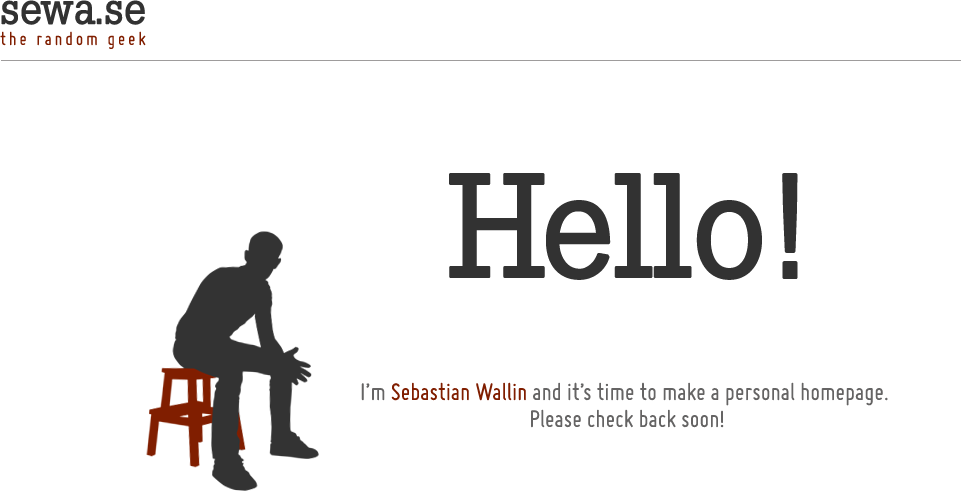 sewa.se
the random geek
Hello!
I'm Sebastian Wallin and it's time to make a personal homepage.
Please check back soon!